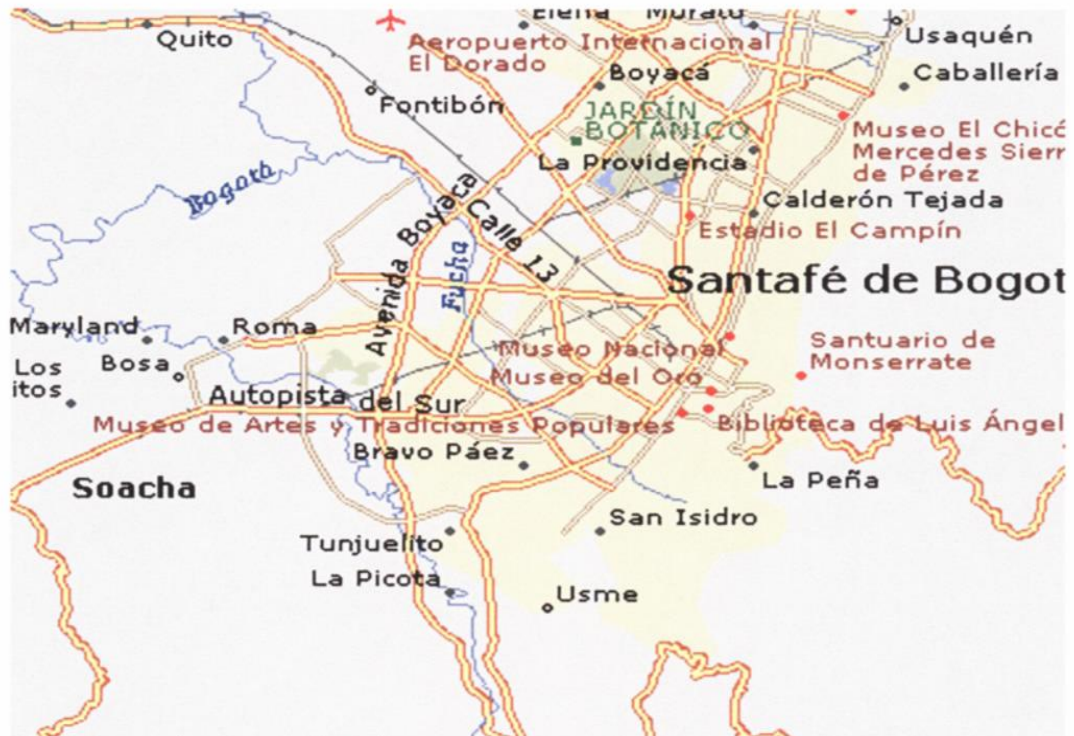 Elena
Murato
Quito
Usaquén
Aeropuerto Internacional
El Dorado
Boyacá
Caballería
Fontibón
JARDÍN
BOTÁNICO
Museo El Chicó
Mercedes Sierr
de Pérez
La Providencia
Bogota
Calderón Tejada
Avenida Boyaca
Calle 13
Estadio El Campín
Fucha
Santafé de Bogot
Maryland
Roma
Museo Nacional
Santuario de
Monserrate
Los
itos
Bosa
Museo del Oro
Autopista del Sur
Museo de Artes y Tradiciones Populares
Biblioteca de Luis Ángel
Bravo Páez
Soacha
La Peña
Tunjuelito
San Isidro
La Picota
Usme